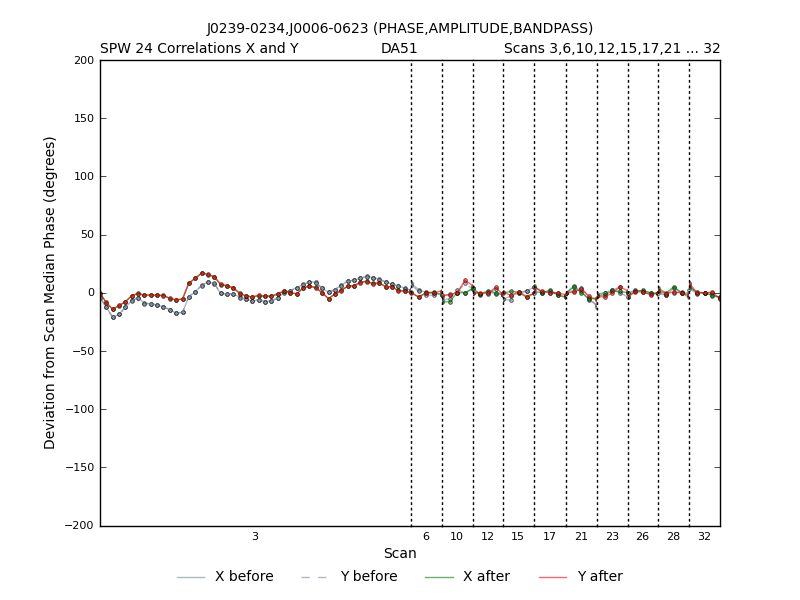 J0239-0234,J0006-0623 (PHASE,AMPLITUDE,BANDPASS)
SPW 24 Correlations X and Y DA51 Scans 3,6,10,12,15,17,21 ... 32
Deviation from Scan Median Phase (degrees)
200
150
100
50
0
−50
−100
−150
−200
3 6 10 12 15 17 21 23 26 28 32
Scan
X before Y before X after Y after